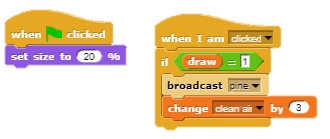 when clicked
set size to 20 %
when I am clicked
if draw = 1
broadcast pine
change clean air by 3